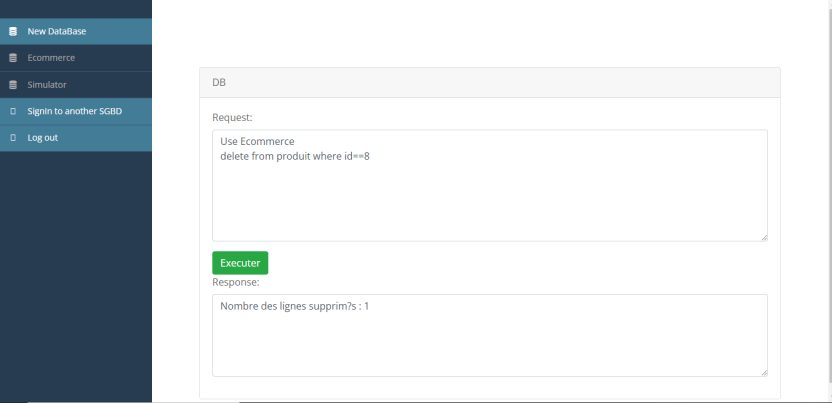 New DataBase
Ecommerce
Simulator
SignIn to another SGBD
Log out
DB
Request:
Use Ecommerce
delete from produit where id==8
Executer
Response:
Nombre des lignes supprim?s : 1